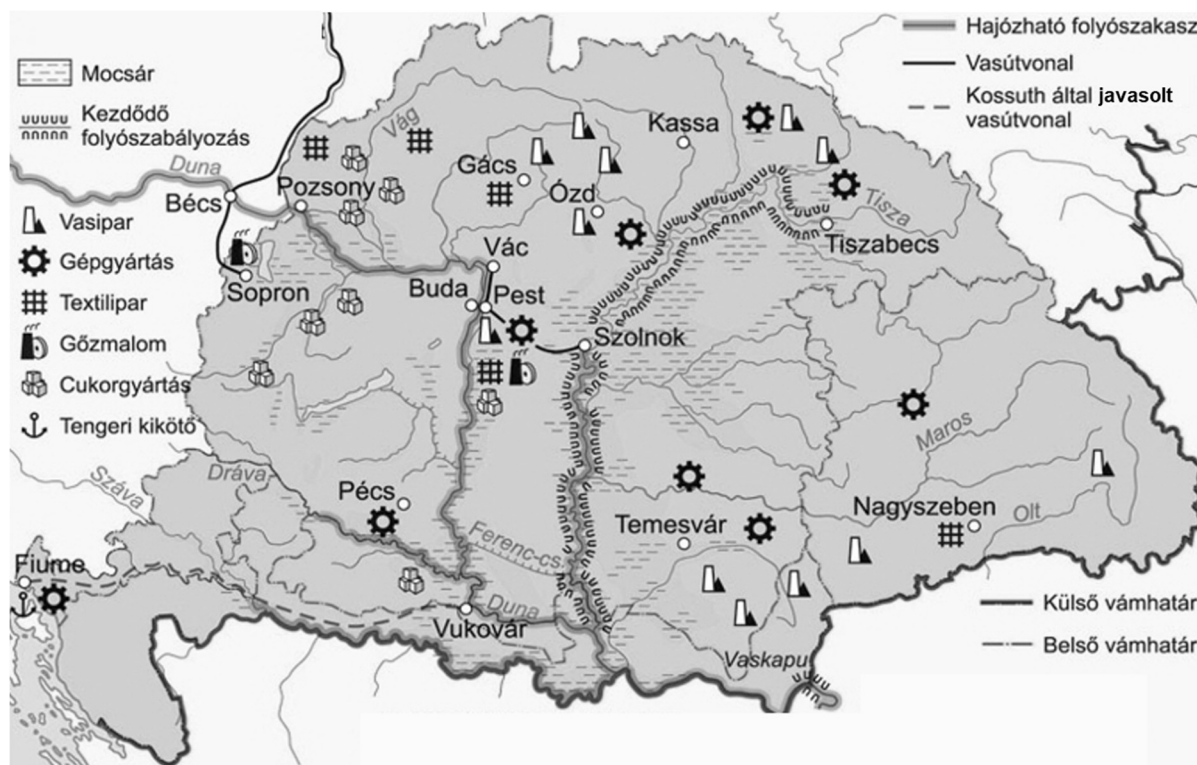 Mocsár
Kezdődő
folyószabályozás
Vasipar
Gépgyártás
Textilipar
Gőzmalom
Cukorgyártás
Tengeri kikötő
Hajózható folyószakasz
Vasútvonal
Kossuth által javasolt
vasútvonal
Duna
Bécs
Pozsony
Vág
Gács
Kassa
Ózd
Tisza
Tiszabecs
Sopron
Vác
Buda
Pest
Szolnok
Maros
Száva
Dráva
Pécs
Ferenc-cs.
Temesvár
Nagyszeben
Olt
Fiume
Vukovár
Duna
Vaskapu
Külső vámhatár
Belső vámhatár